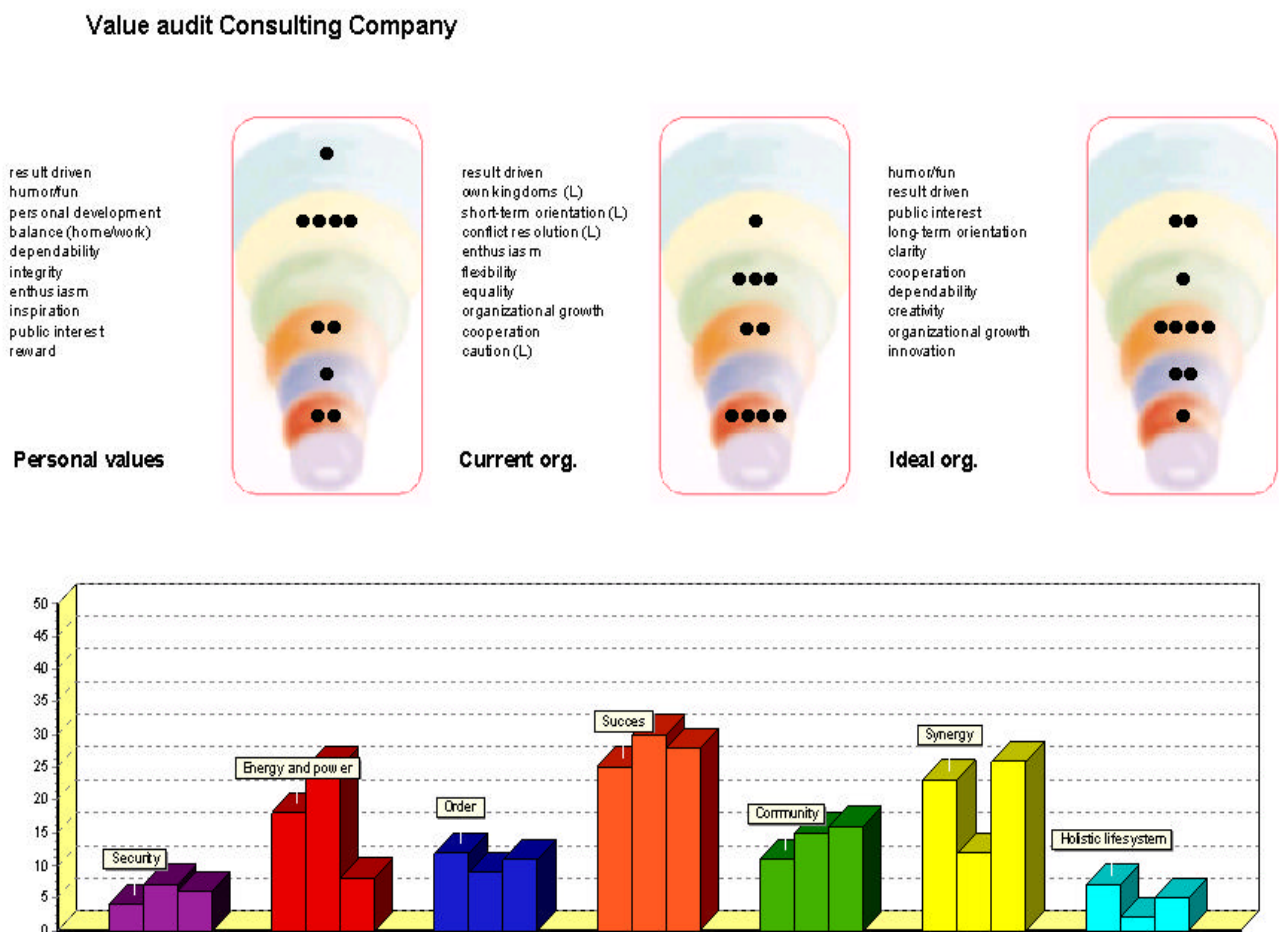 Value audit Consulting Company
result driven
humor/fun
personal development
balance (home/work)
dependability
integrity
enthusiasm
inspiration
public interest
reward
Personal values
result driven
own kingdoms (L)
short-term orientation (L)
conflict resolution (L)
enthusiasm
flexibility
equality
organizational growth
cooperation
caution (L)
Current org.
humor/fun
result driven
public interest
long-term orientation
clarity
cooperation
dependability
creativity
organizational growth
innovation
Ideal org.
50
45
40
35
30
25
20
15
10
5
0
Security
Energy and power
Order
Succes
Community
Synergy
Holistic lifesystem